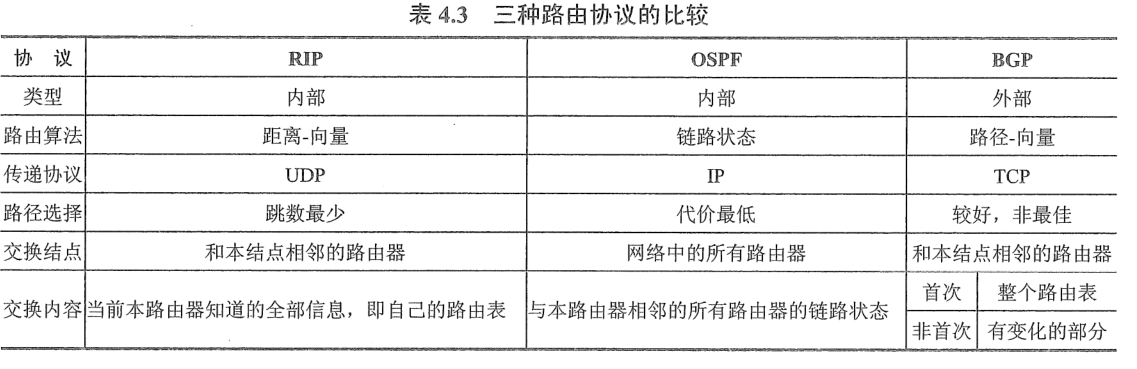 表 4.3 三种路由协议的比较
协 议 RIP OSPF BGP
类型 内部 内部 外部
路由算法 距离-向量 链路状态 路径-向量
传递协议 UDP IP TCP
路径选择 跳数最少 代价最低 较好，非最佳
交换结点 和本结点相邻的路由器 网络中的所有路由器 和本结点相邻的路由器
交换内容 当前本路由器知道的全部信息，即自己的路由表 与本路由器相邻的所有路由器的链路状态 首次 整个路由表
非首次 有变化的部分